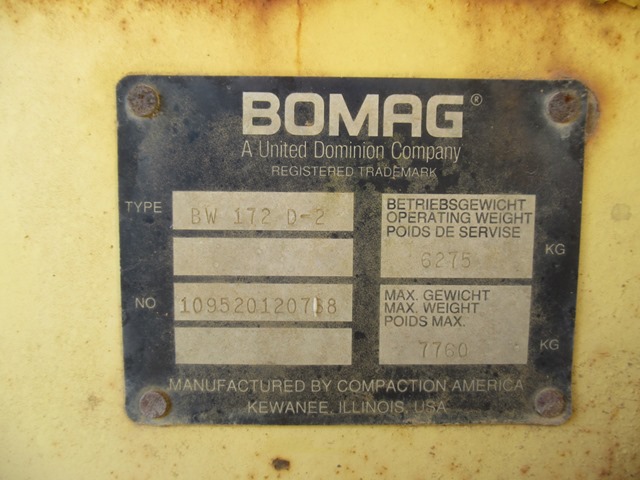 BOMAG®
A United Dominion Company
REGISTERED TRADEMARK
TYPE BW 172 D-2
BETRIEBSGEWICHT
OPERATING WEIGHT
POIDS DE SERVISE
6275 KG
NO 109520120768
MAX. GEWICHT
MAX. WEIGHT
POIDS MAX.
7760 KG
MANUFACTURED BY COMPACTION AMERICA
KEWANEE, ILLINOIS, USA